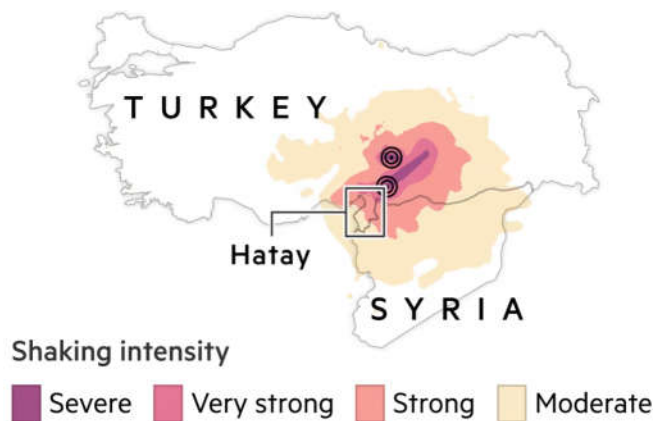 TURKEY
Hatay
SYRIA
Shaking intensity
Severe Very strong Strong Moderate